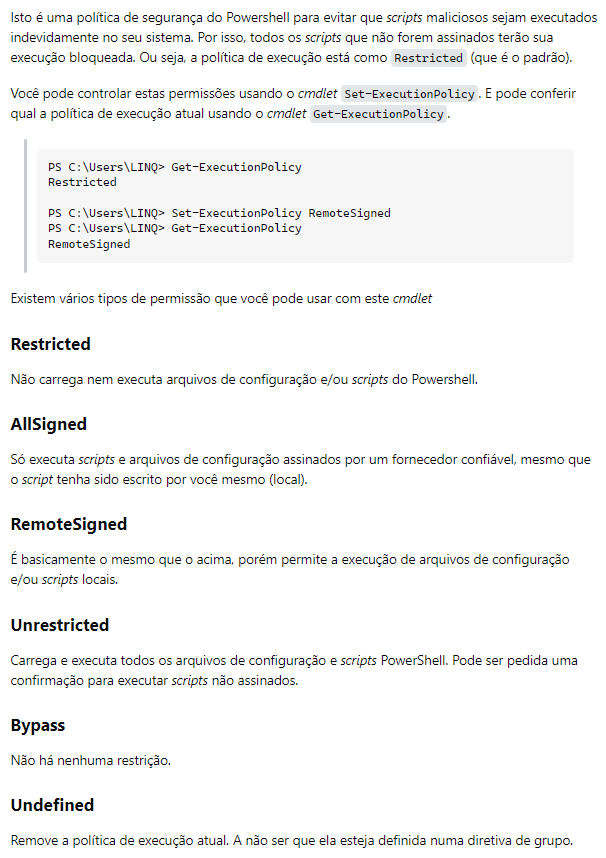 Isto é uma política de segurança do Powershell para evitar que scripts maliciosos sejam executados
indevidamente no seu sistema. Por isso, todos os scripts que não forem assinados terão sua
execução bloqueada. Ou seja, a política de execução está como Restricted (que é o padrão).
Você pode controlar estas permissões usando o cmdlet Set-ExecutionPolicy. E pode conferir
qual a política de execução atual usando o cmdlet Get-ExecutionPolicy.
PS C:\Users\LINQ> Get-ExecutionPolicy
Restricted
PS C:\Users\LINQ> Set-ExecutionPolicy RemoteSigned
PS C:\Users\LINQ> Get-ExecutionPolicy
RemoteSigned
Existem vários tipos de permissão que você pode usar com este cmdlet
Restricted
Não carrega nem executa arquivos de configuração e/ou scripts do Powershell.
AllSigned
Só executa scripts e arquivos de configuração assinados por um fornecedor confiável, mesmo que
o script tenha sido escrito por você mesmo (local).
RemoteSigned
É basicamente o mesmo que o acima, porém permite a execução de arquivos de configuração
e/ou scripts locais.
Unrestricted
Carrega e executa todos os arquivos de configuração e scripts PowerShell. Pode ser pedida uma
confirmação para executar scripts não assinados.
Bypass
Não há nenhuma restrição.
Undefined
Remove a política de execução atual. A não ser que ela esteja definida numa diretiva de grupo.